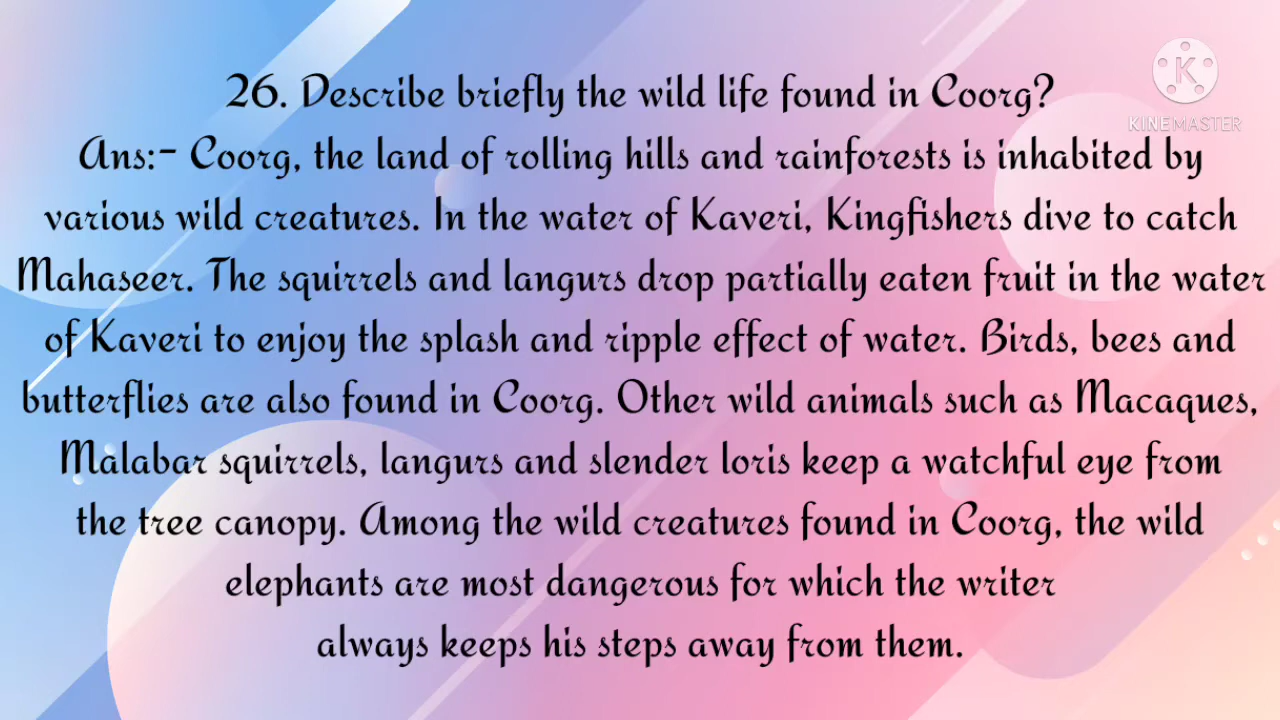 26. Describe briefly the wild life found in Coorg?
Ans:- Coorg, the land of rolling hills and rainforests is inhabited by
various wild creatures. In the water of Kaveri, Kingfishers dive to catch
Mahaseer. The squirrels and langurs drop partially eaten fruit in the water
of Kaveri to enjoy the splash and ripple effect of water. Birds, bees and
butterflies are also found in Coorg. Other wild animals such as Macaques,
Malabar squirrels, langurs and slender loris keep a watchful eye from
the tree canopy. Among the wild creatures found in Coorg, the wild
elephants are most dangerous for which the writer
always keeps his steps away from them.
K
KINEMASTER